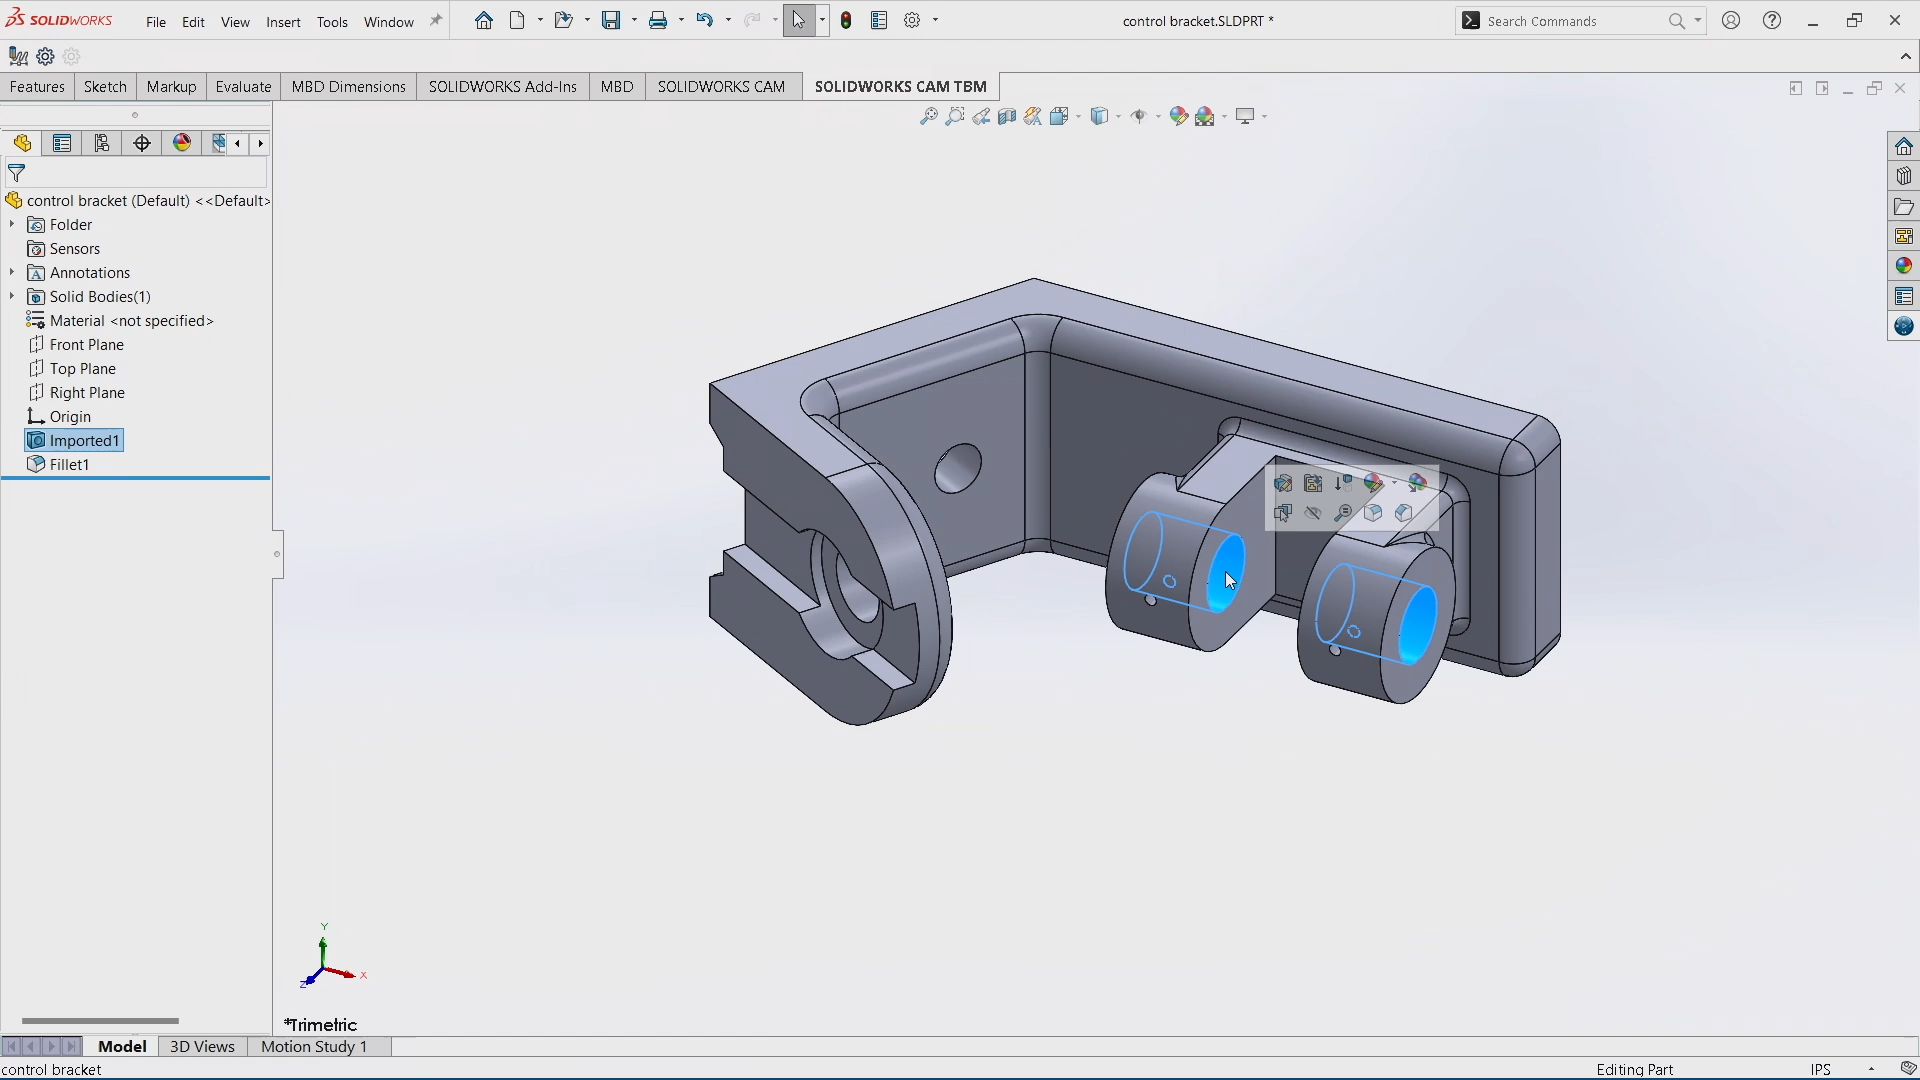 SOLIDWORKS File Edit View Insert Tools Window control bracket.SLDPRT * Search Commands
Features Sketch Markup Evaluate MBD Dimensions SOLIDWORKS Add-Ins MBD SOLIDWORKS CAM SOLIDWORKS CAM TBM
control bracket (Default) <<Default>
Folder
Sensors
A Annotations
Solid Bodies(1)
Material <not specified>
Front Plane
Top Plane
Right Plane
Origin
Imported1
Fillet1
Y
X
Z
*Trimetric
Model 3D Views Motion Study 1
control bracket Editing Part IPS